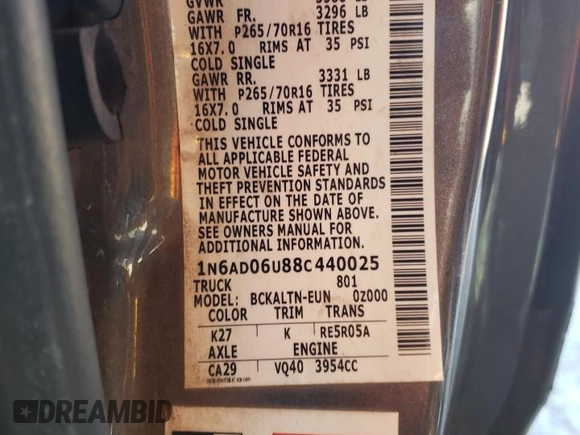 GAWR FR. 3296 LB
WITH P265/70R16 TIRES
16X7.0 RIMS AT 35 PSI
COLD SINGLE
GAWR RR. 3331 LB
WITH P265/70R16 TIRES
16X7.0 RIMS AT 35 PSI
COLD SINGLE
THIS VEHICLE CONFORMS TO
ALL APPLICABLE FEDERAL
MOTOR VEHICLE SAFETY AND
THEFT PREVENTION STANDARDS
IN EFFECT ON THE DATE OF
MANUFACTURE SHOWN ABOVE.
SEE OWNERS MANUAL FOR
ADDITIONAL INFORMATION.
1N6AD06U88C440025
TRUCK 801
MODEL: BCKALTN-EUN 0Z000
COLOR TRIM TRANS
K27 K RE5R05A
AXLE ENGINE
CA29 VQ40 3954CC
DREAMBID